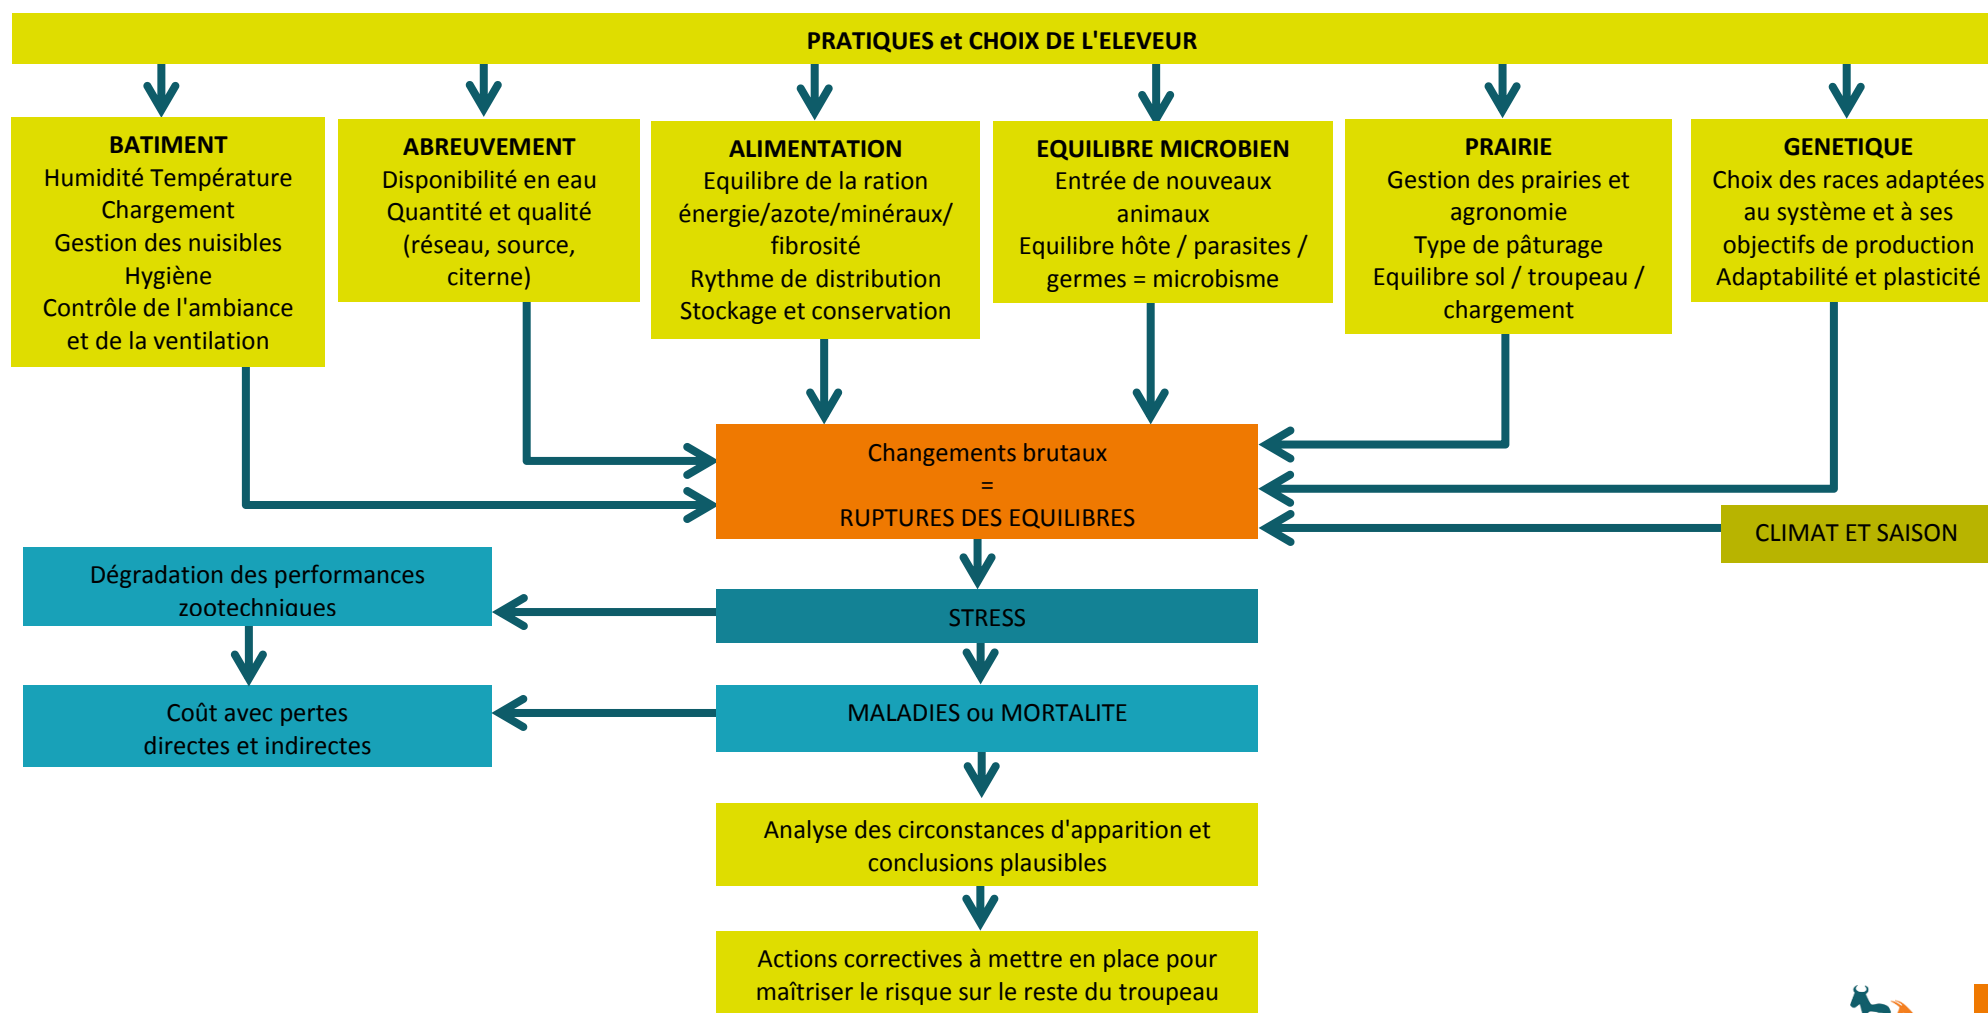 PRATIQUES et CHOIX DE L'ELEVEUR
BATIMENT
Humidité Température
Chargement
Gestion des nuisibles
Hygiène
Contrôle de l'ambiance
et de la ventilation
ABREUVEMENT
Disponibilité en eau
Quantité et qualité
(réseau, source,
citerne)
ALIMENTATION
Equilibre de la ration
énergie/azote/minéraux/
fibrosité
Rythme de distribution
Stockage et conservation
EQUILIBRE MICROBIEN
Entrée de nouveaux
animaux
Equilibre hôte / parasites /
germes = microbisme
PRAIRIE
Gestion des prairies et
agronomie
Type de pâturage
Equilibre sol / troupeau /
chargement
GENETIQUE
Choix des races adaptées
au système et à ses
objectifs de production
Adaptabilité et plasticité
Changements brutaux
=
RUPTURES DES EQUILIBRES
CLIMAT ET SAISON
Dégradation des performances
zootechniques
STRESS
Coût avec pertes
directes et indirectes
MALADIES ou MORTALITE
Analyse des circonstances d'apparition et
conclusions plausibles
Actions correctives à mettre en place pour
maîtriser le risque sur le reste du troupeau